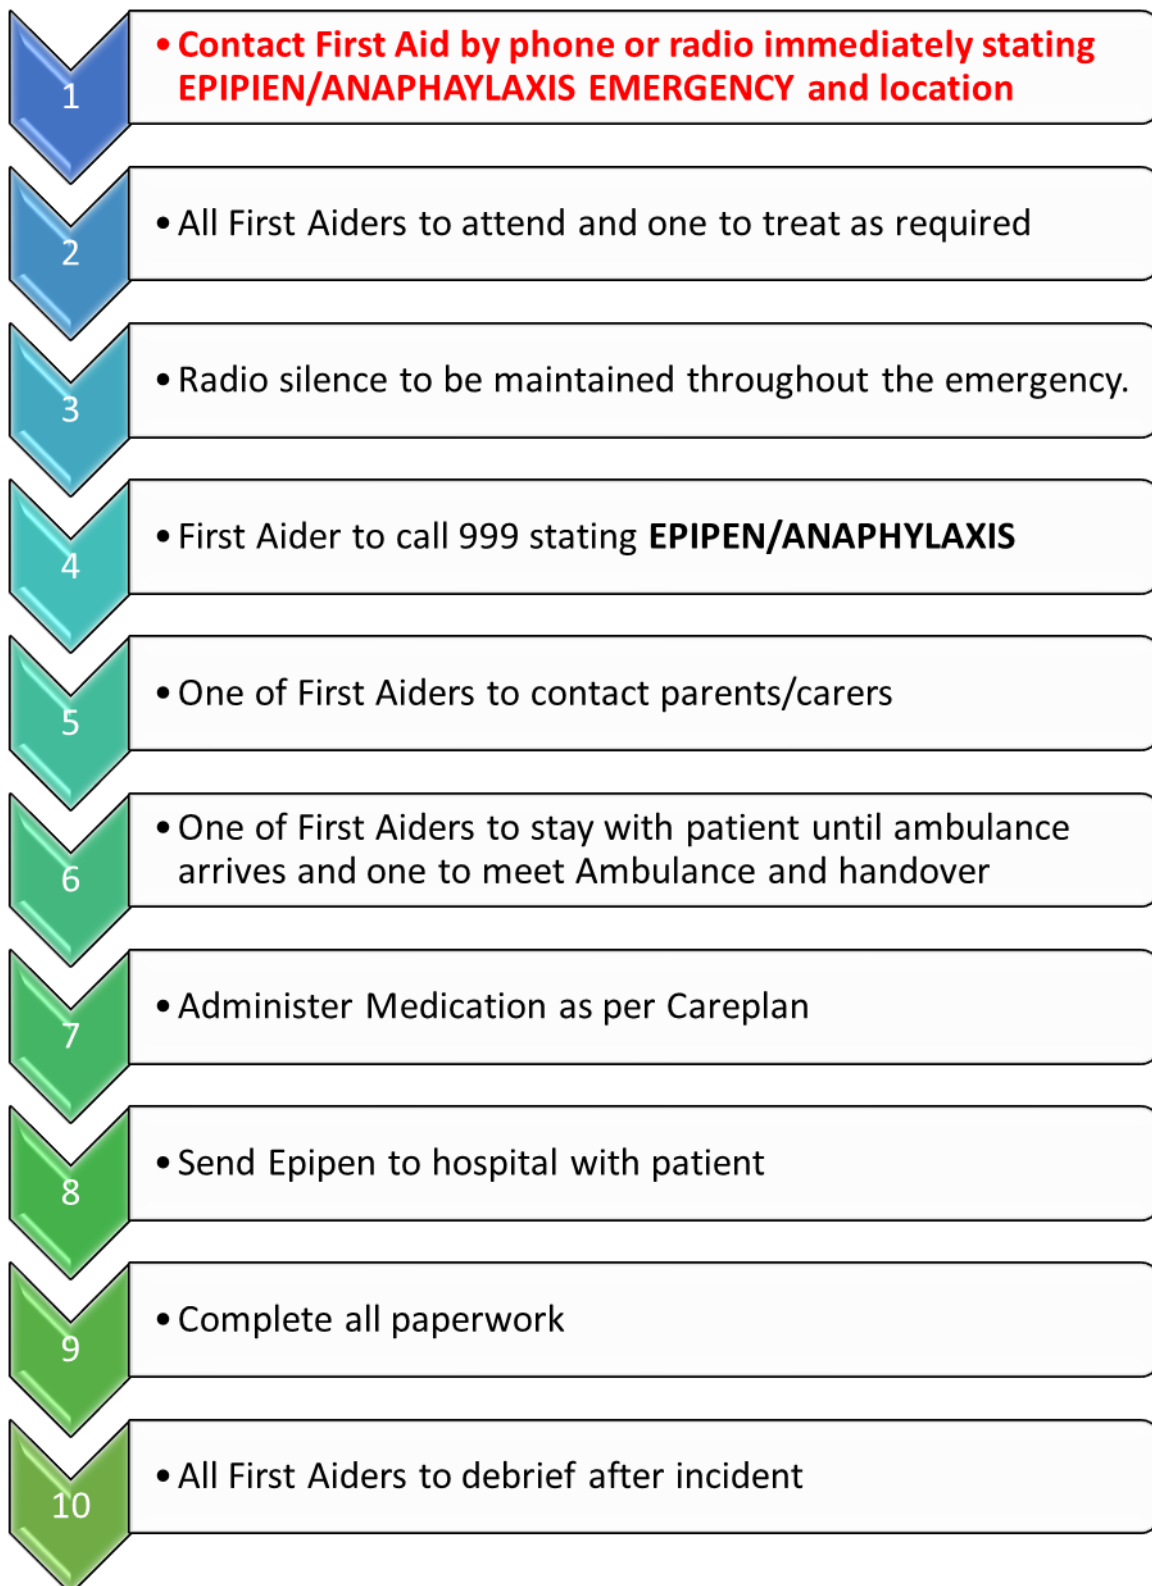 1
• Contact First Aid by phone or radio immediately stating
EPIPIEN/ANAPHAYLAXIS EMERGENCY and location
2
• All First Aiders to attend and one to treat as required
3
• Radio silence to be maintained throughout the emergency.
4
• First Aider to call 999 stating EPIPEN/ANAPHYLAXIS
5
• One of First Aiders to contact parents/carers
6
• One of First Aiders to stay with patient until ambulance
arrives and one to meet Ambulance and handover
7
• Administer Medication as per Careplan
8
• Send Epipen to hospital with patient
9
• Complete all paperwork
10
• All First Aiders to debrief after incident